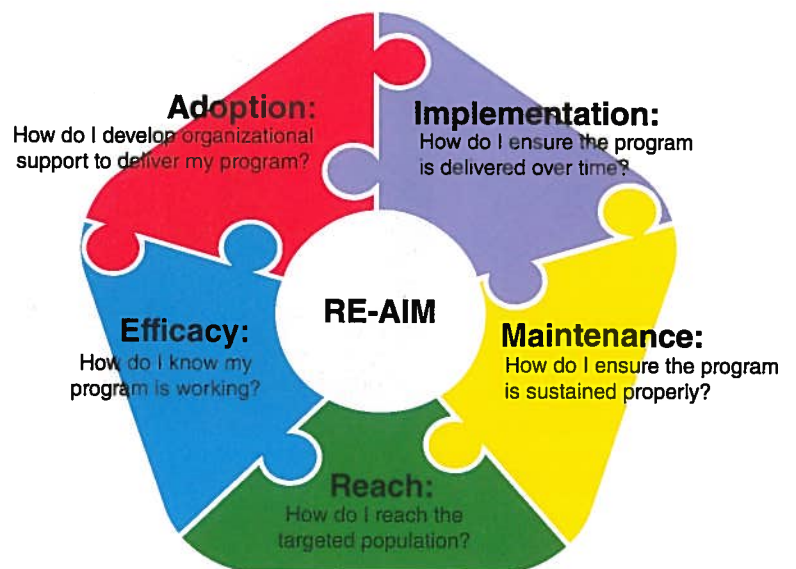 Adoption:
How do I develop organizational
support to deliver my program?
Implementation:
How do I ensure the program
is delivered over time?
RE-AIM
Efficacy:
How do I know my
program is working?
Maintenance:
How do I ensure the program
is sustained properly?
Reach:
How do I reach the
targeted population?